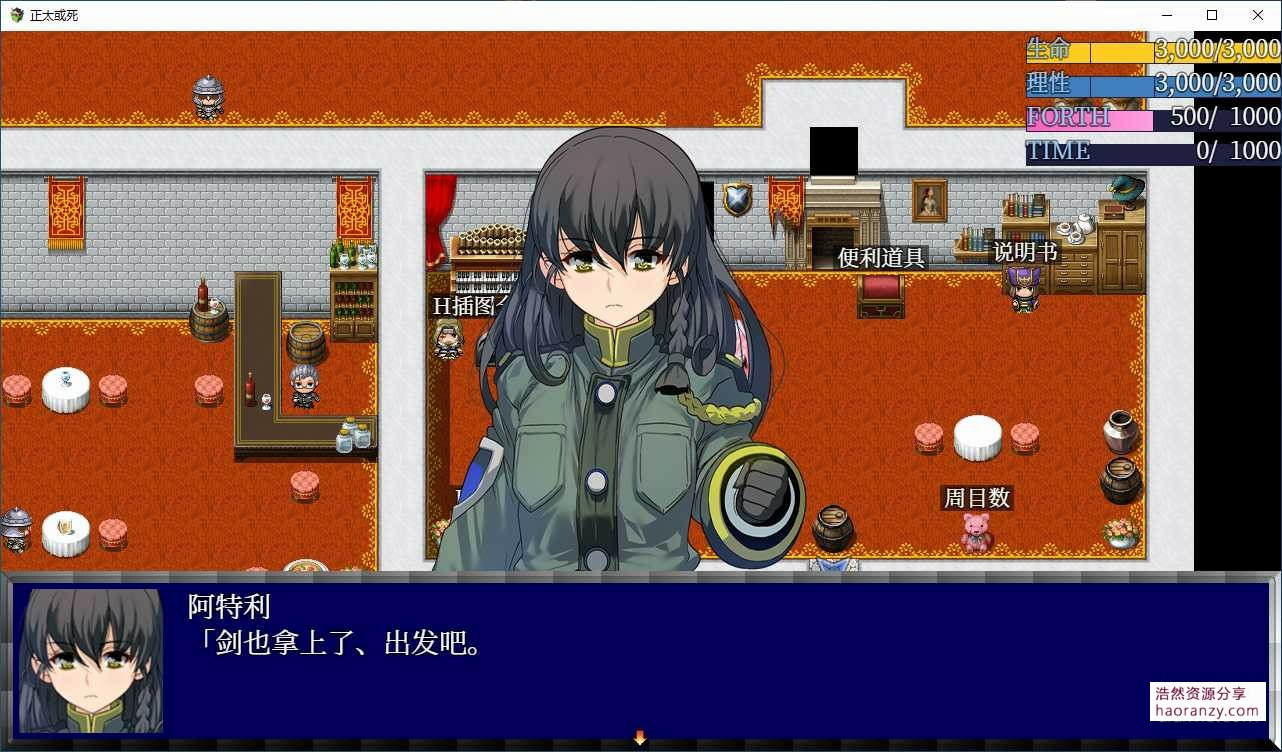 正太或死
生命 3,000/3,000
理性 3,000/3,000
FORTH 500/ 1000
TIME 0/ 1000
便利道具
说明书
H插图
周目数
阿特利
「剑也拿上了、出发吧。
浩然资源分享
haoranzy.com